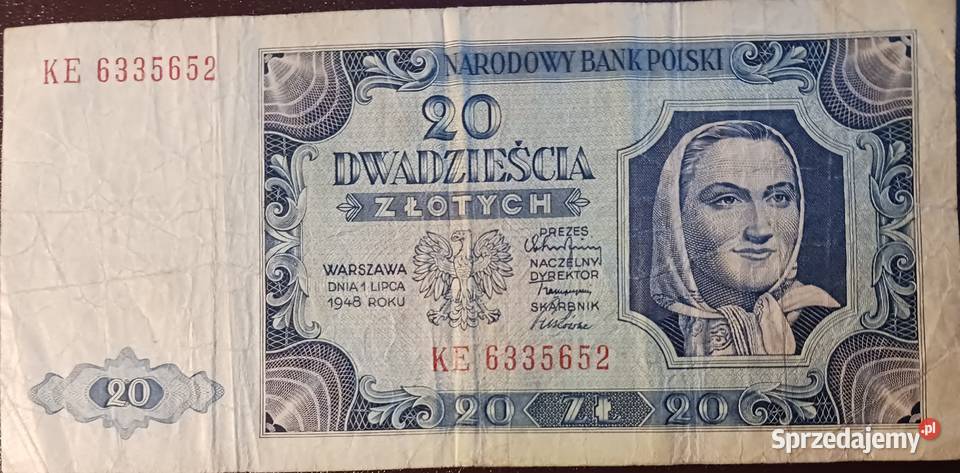 KE 6335652
NARODOWY BANK POLSKI
20
DWADZIEŚCIA
ZŁOTYCH
WARSZAWA
DNIA 1 LIPCA
1948 ROKU
PREZES
NACZELNY
DYREKTOR
SKARBNIK
KE 6335652
20
20 ZŁ 20
Sprzedajemy.pl